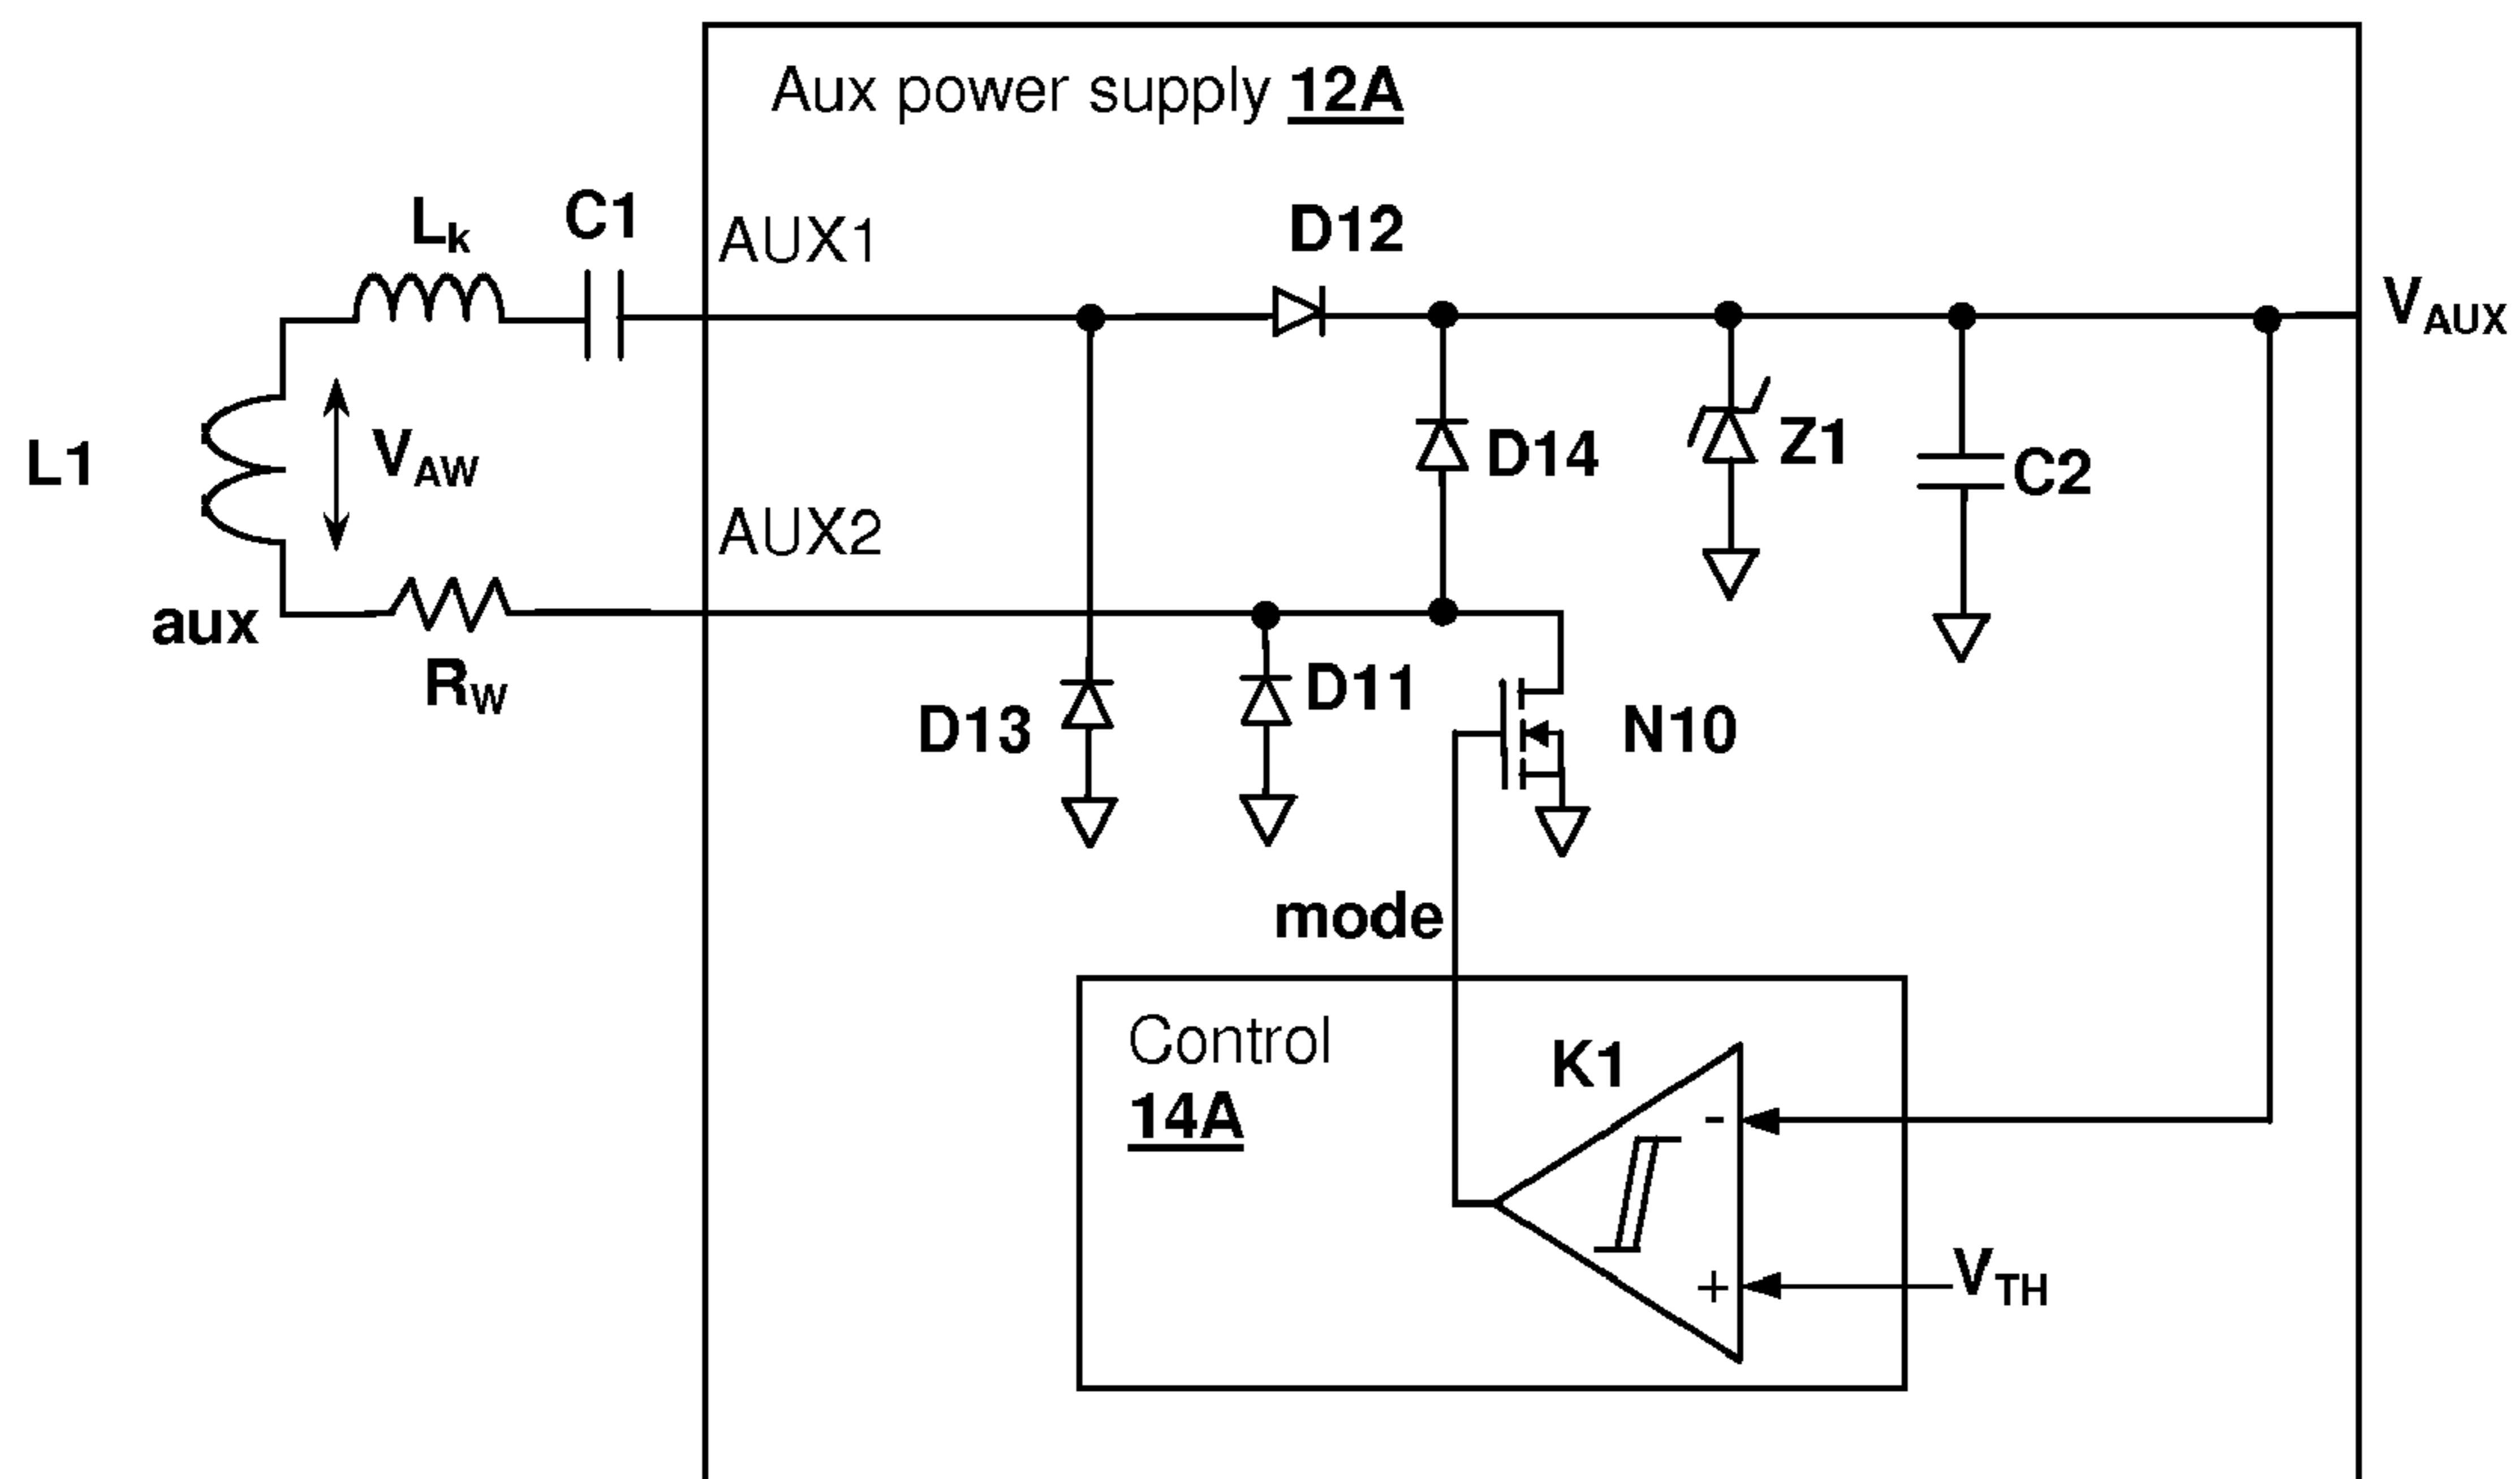 Aux power supply 12A
Lk
C1
AUX1
D12
VAUX
L1
VAW
D14
Z1
C2
AUX2
aux
RW
D13
D11
N10
mode
Control
14A
K1
-
+
VTH